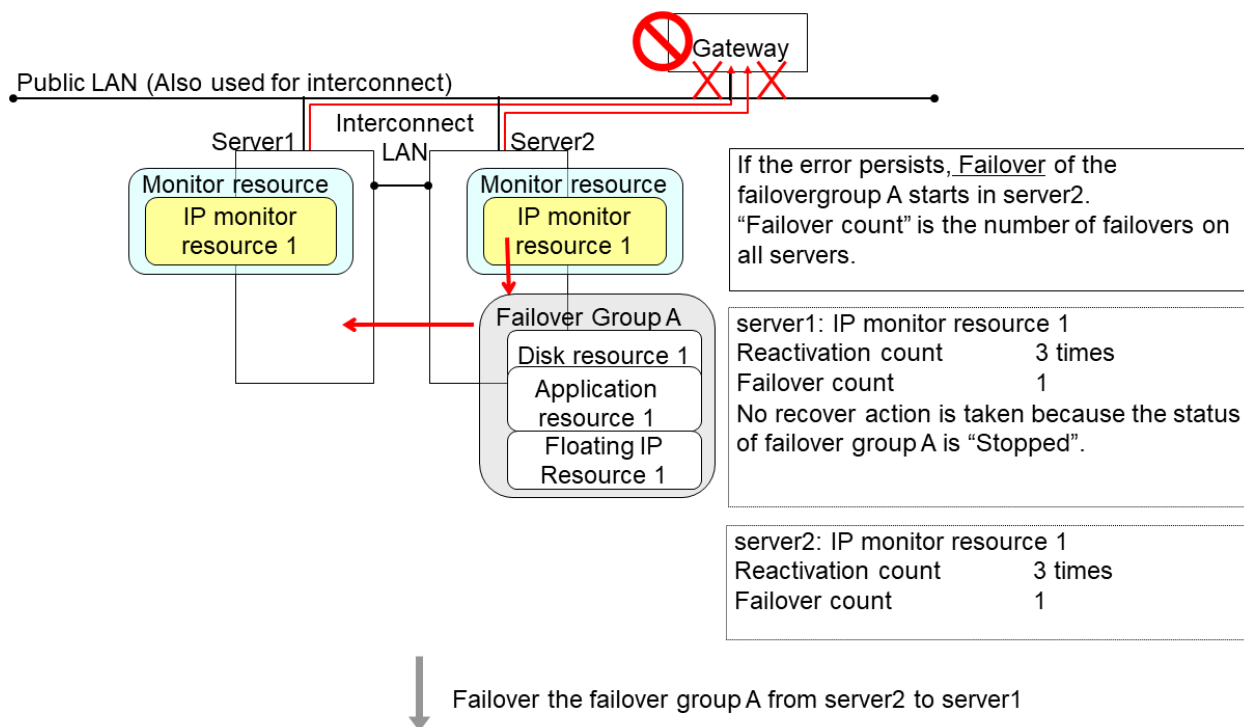 Gateway
Public LAN (Also used for interconnect)
Interconnect
LAN
Server1
Server2
Monitor resource
IP monitor
resource 1
Monitor resource
IP monitor
resource 1
If the error persists, Failover of the
failovergroup A starts in server2.
“Failover count” is the number of failovers on
all servers.
Failover Group A
Disk resource 1
Application
resource 1
Floating IP
Resource 1
server1: IP monitor resource 1
Reactivation count 3 times
Failover count 1
No recover action is taken because the status
of failover group A is “Stopped”.
server2: IP monitor resource 1
Reactivation count 3 times
Failover count 1
Failover the failover group A from server2 to server1